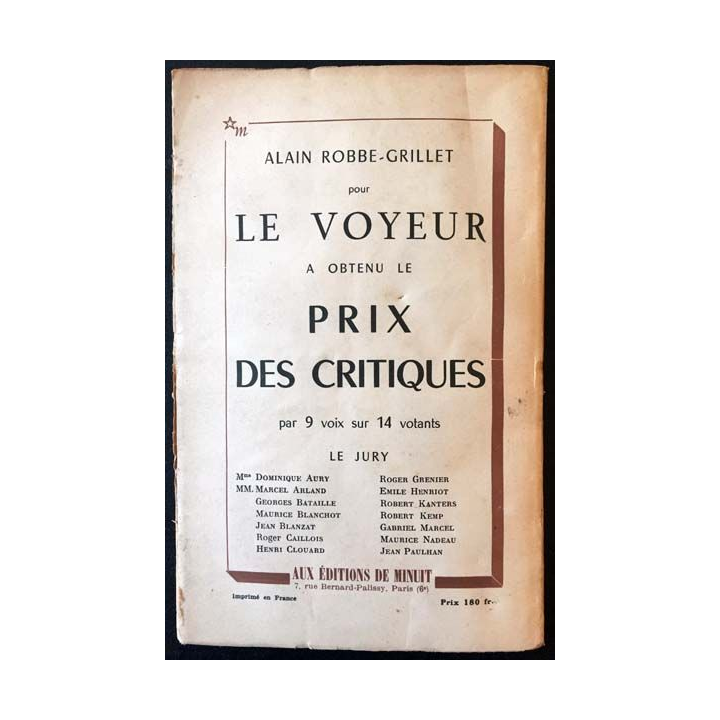 m
ALAIN ROBBE-GRILLET
pour
LE VOYEUR
A OBTENU LE
PRIX
DES CRITIQUES
par 9 voix sur 14 votants
LE JURY
Mme DOMINIQUE AURY
MM. MARCEL ARLAND
GEORGES BATAILLE
MAURICE BLANCHOT
JEAN BLANZAT
ROGER CAILLOIS
HENRI CLOUARD
ROGER GRENIER
EMILE HENRIOT
ROBERT KANTERS
ROBERT KEMP
GABRIEL MARCEL
MAURICE NADEAU
JEAN PAULHAN
AUX ÉDITIONS DE MINUIT
7, rue Bernard-Palissy, Paris (6e)
Imprimé en France
Prix 180